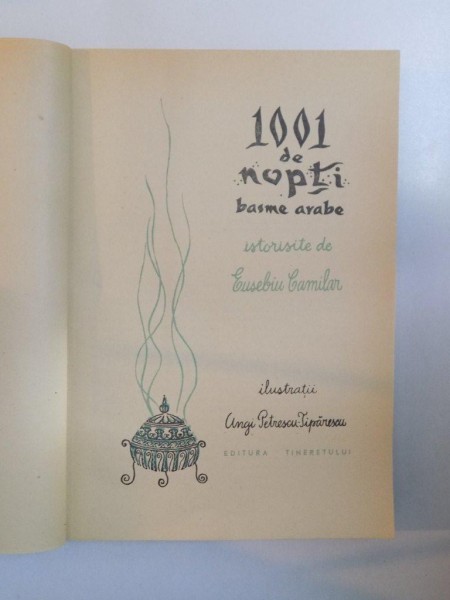 1001
de
nopți
basme arabe
istorisite de
Eusebiu Camilar
ilustrații
Angi Petrescu-Tipărescu
EDITURA TINERETULUI